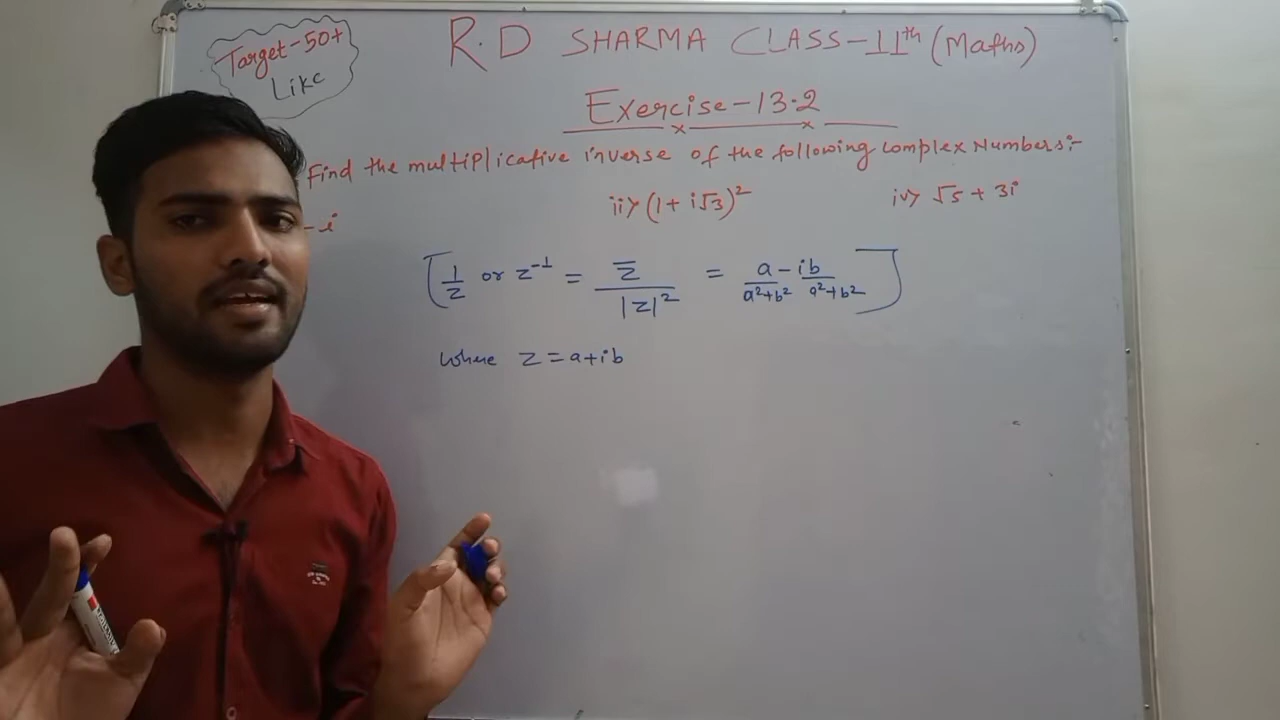 Target-50+
Like
R.D SHARMA CLASS-11th (Maths)
Exercise-13.2
Find the multiplicative inverse of the following complex Numbers:-
- i
ii> (1 + i√3)²
iv> √5 + 3i
[1/z or z⁻¹ = z̅/|z|² = a/a²+b² - ib/a²+b²]
where z = a+ib